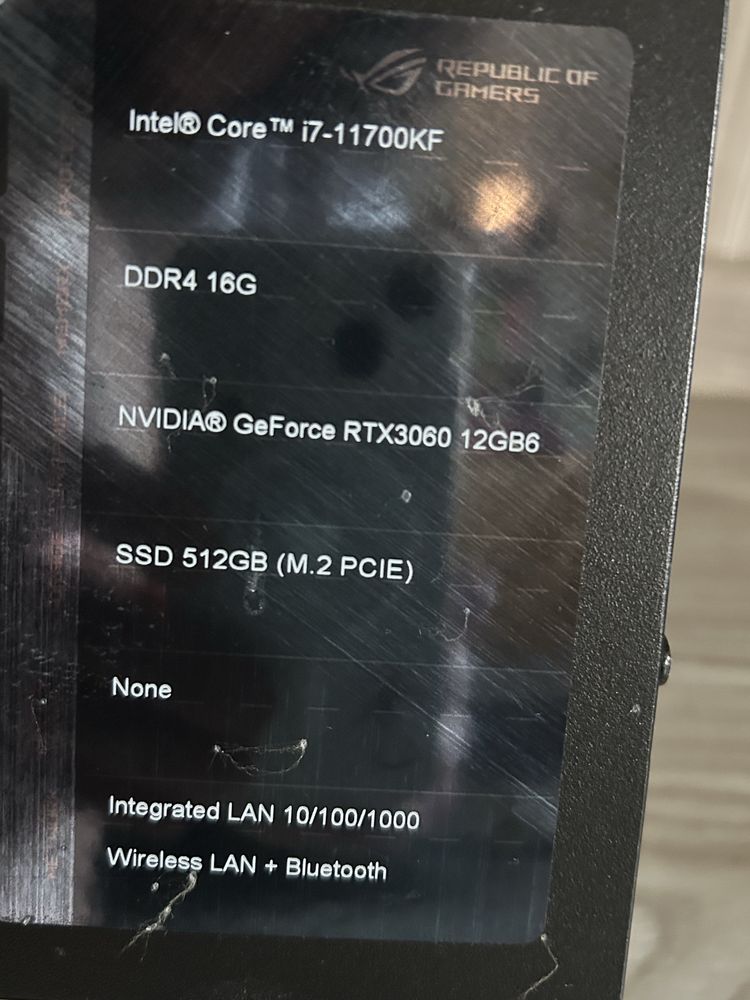 REPUBLIC OF
GAMERS
Intel® Core™ i7-11700KF
DDR4 16G
NVIDIA® GeForce RTX3060 12GB6
SSD 512GB (M.2 PCIE)
None
Integrated LAN 10/100/1000
Wireless LAN + Bluetooth